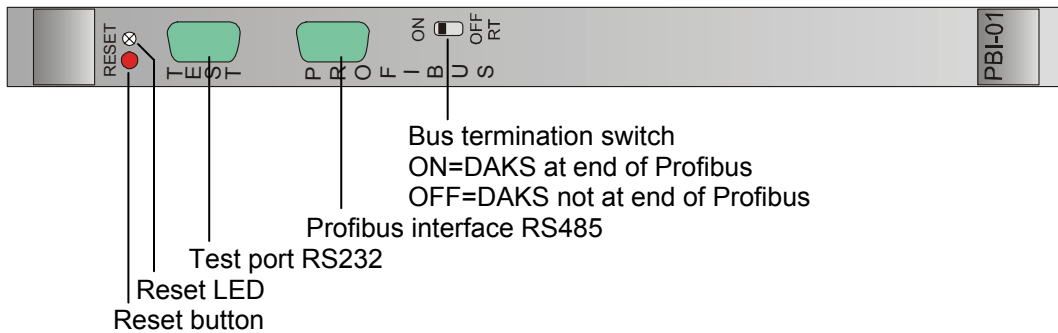 RESET
TEST
PROFIBUS
ON
OFF
RT
PBI-01
Bus termination switch
ON=DAKS at end of Profibus
OFF=DAKS not at end of Profibus
Profibus interface RS485
Test port RS232
Reset LED
Reset button